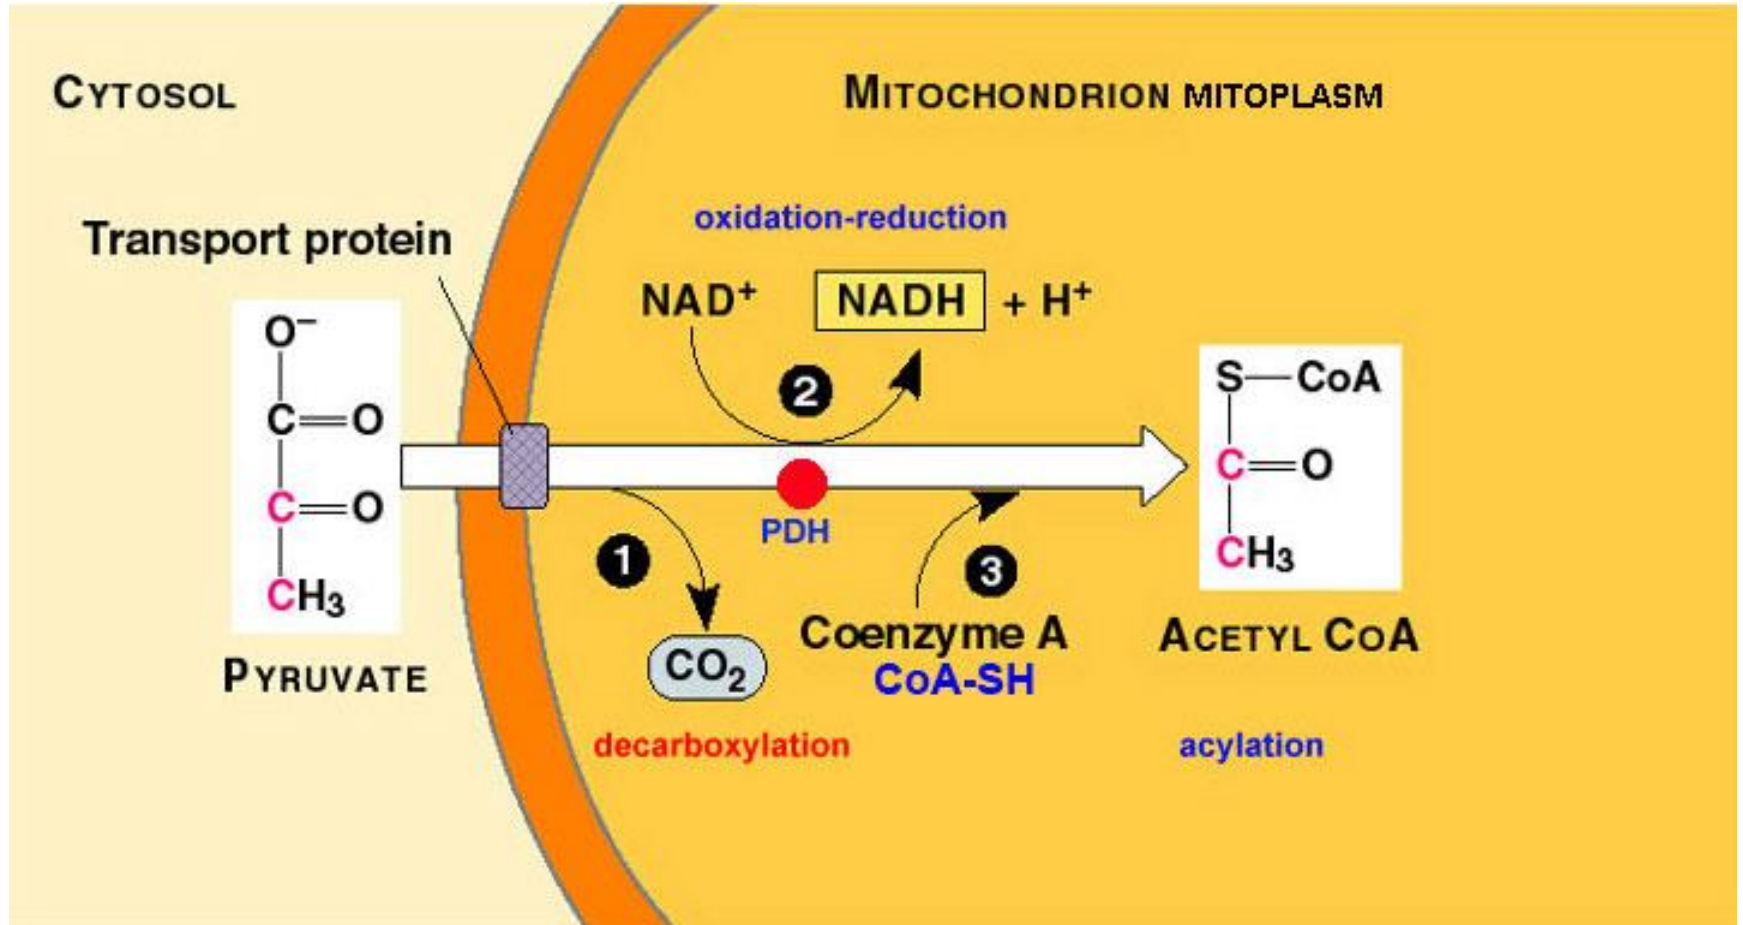 CYTOSOL
MITOCHONDRION MITOPLASM
Transport protein
oxidation-reduction
NAD⁺ NADH + H⁺
O⁻
C=O
C=O
CH₃
PYRUVATE
2
PDH
1
CO₂
decarboxylation
3
Coenzyme A
CoA-SH
S—CoA
C=O
CH₃
ACETYL COA
acylation